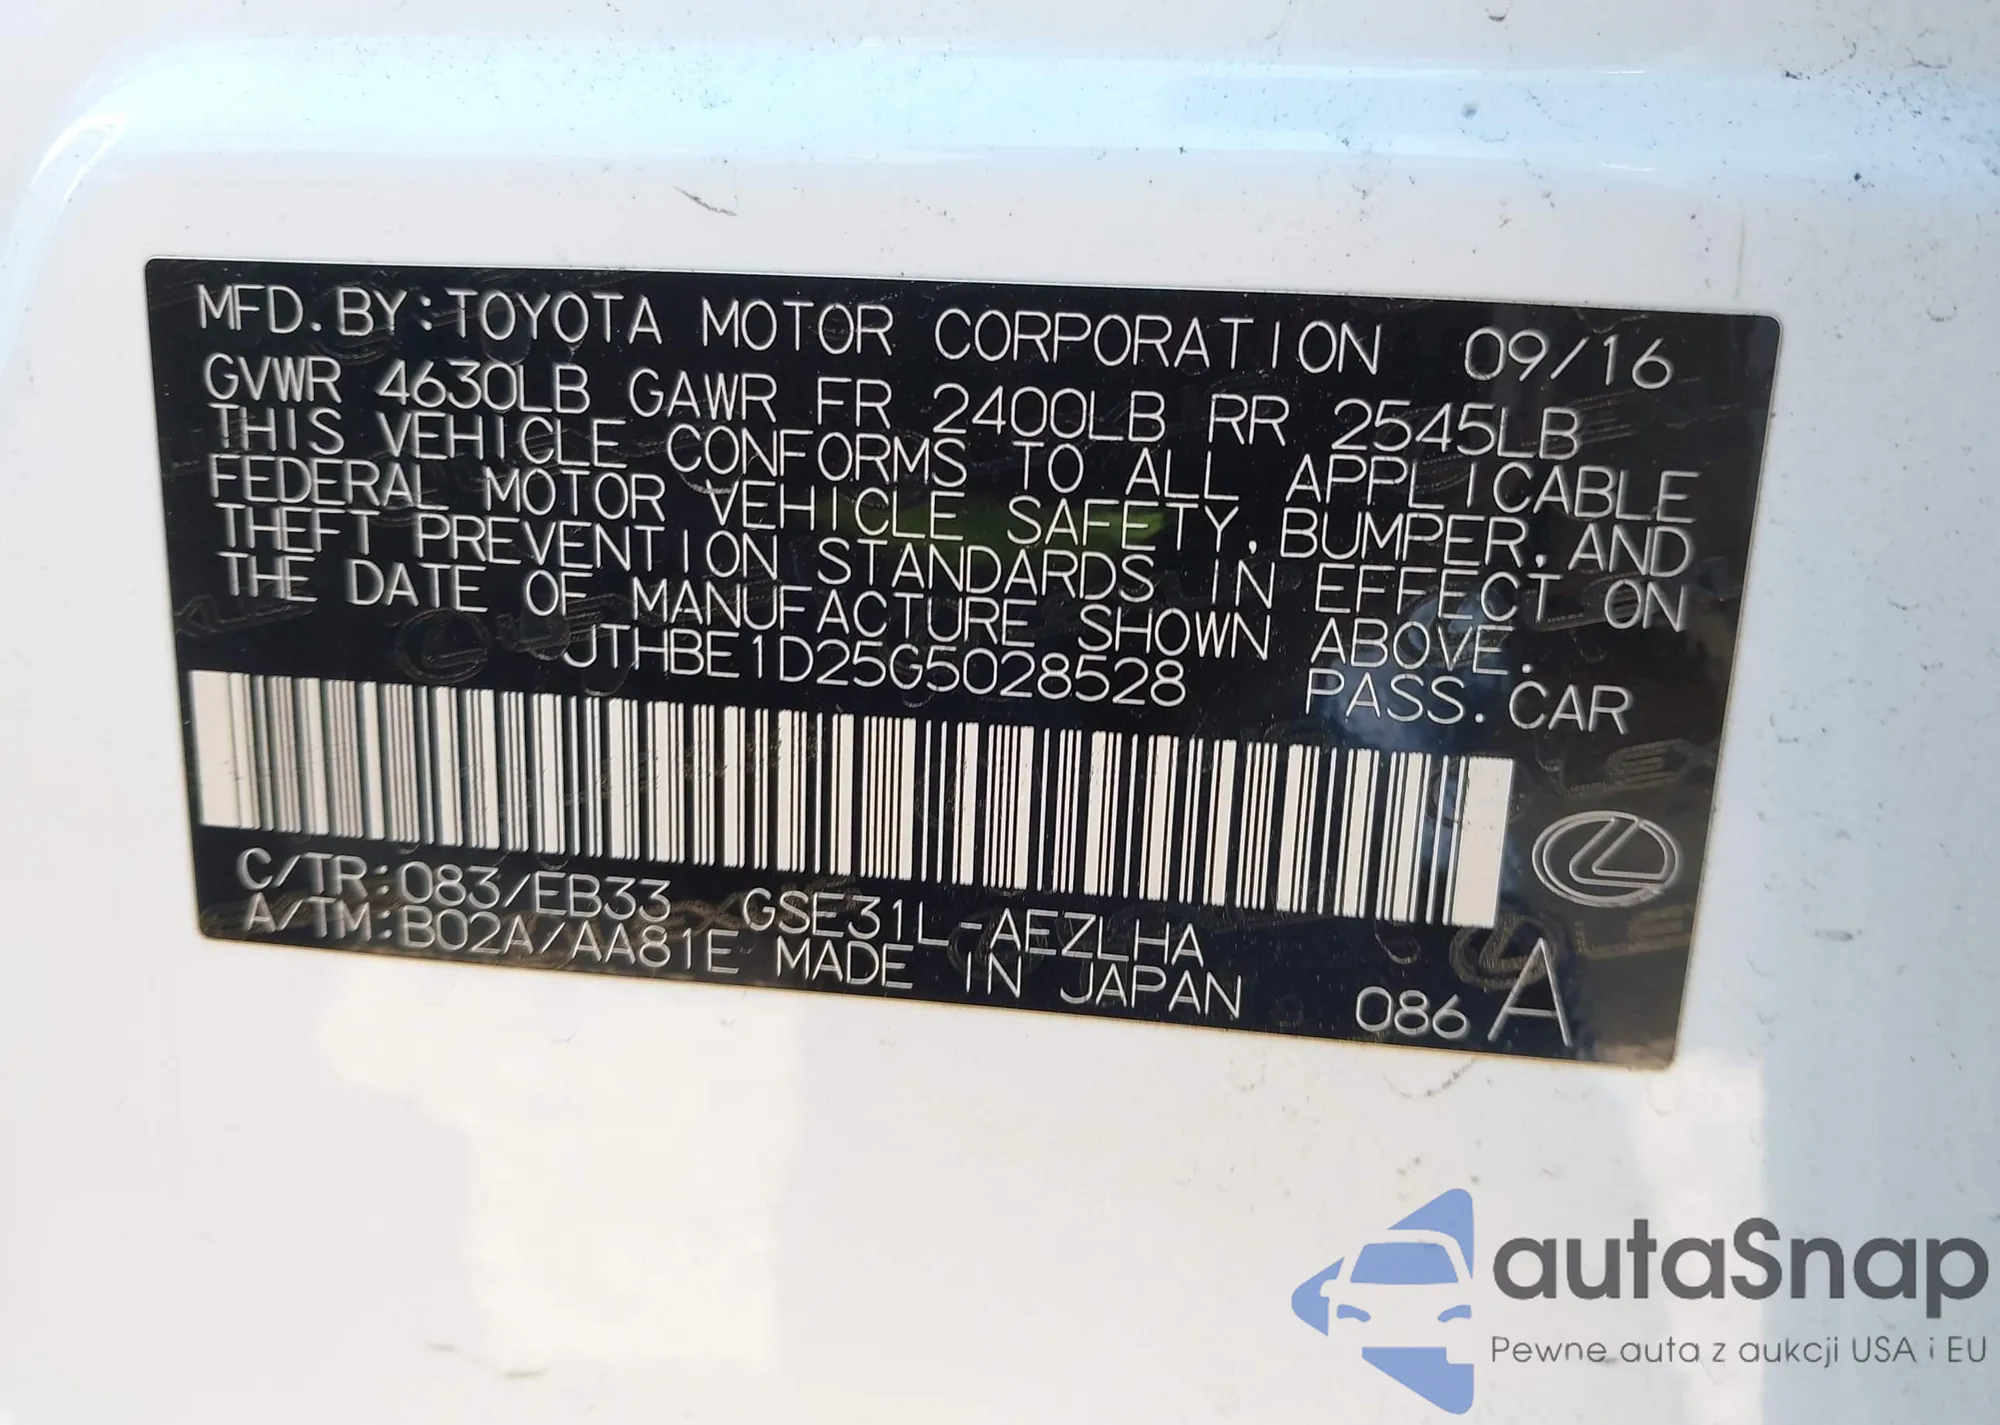 MFD. BY: TOYOTA MOTOR CORPORATION 09/16
GVWR 4630LB GAWR FR 2400LB RR 2545LB
THIS VEHICLE CONFORMS TO ALL APPLICABLE
FEDERAL MOTOR VEHICLE SAFETY, BUMPER, AND
THEFT PREVENTION STANDARDS IN EFFECT ON
THE DATE OF MANUFACTURE SHOWN ABOVE.
JTHBE1D25G5028528 PASS. CAR
C/TR: 083/EB33 GSE31L-AEZLHA
A/TM: B02A/AA81E MADE IN JAPAN 086 A
autaSnap
Pewne auta z aukcji USA i EU